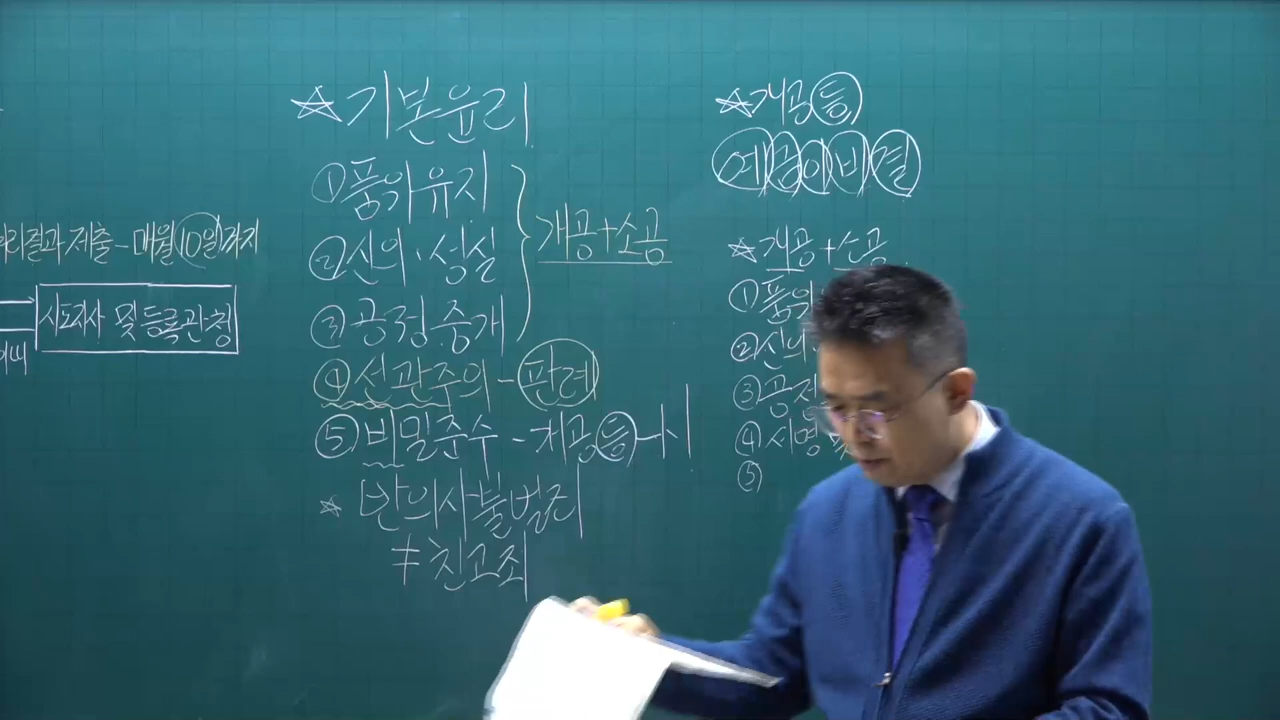 리결과 제출 - 매월 10일까지
시도지사 및 등록관청
☆ 기본윤리
① 품위유지
② 신의·성실
③ 공정중개
개공+소공
④ 선관주의 - 판례
⑤ 비밀준수 - 개공등 -
☆ 반의사불벌죄
≠ 친고죄
☆ 개공등
예금이비결
☆ 개공+소공
① 품위
② 신의
③ 공정
④ 서명 및
⑤